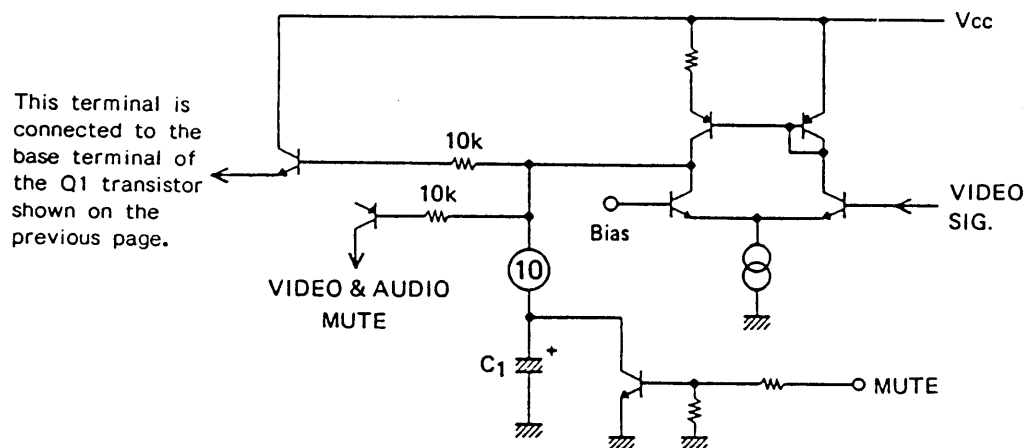 Vcc
This terminal is
connected to the
base terminal of
the Q1 transistor
shown on the
previous page.
10k
10k
VIDEO
SIG.
Bias
10
VIDEO & AUDIO
MUTE
C1
+
MUTE